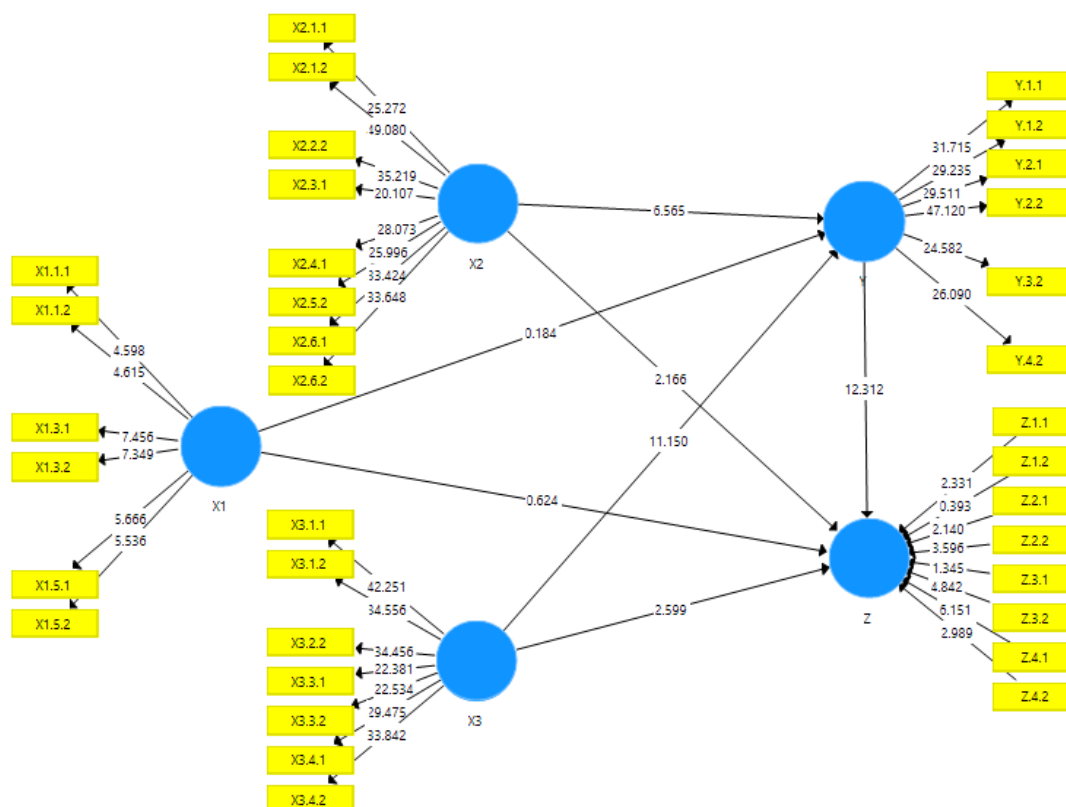 X2.1.1
X2.1.2
25.272
49.080
X2.2.2
X2.3.1
35.219
20.107
X2.4.1
X2.5.2
X2.6.1
X2.6.2
28.073
25.996
33.424
33.648
X2
6.565
Y.1.1
Y.1.2
Y.2.1
Y.2.2
Y.3.2
Y.4.2
31.715
29.235
29.511
47.120
24.582
26.090
Y
X1.1.1
X1.1.2
4.598
4.615
X1.3.1
X1.3.2
7.456
7.349
X1.5.1
X1.5.2
5.666
5.536
X1
0.184
2.166
11.150
12.312
0.624
2.599
X3.1.1
X3.1.2
42.251
34.556
X3.2.2
X3.3.1
X3.3.2
X3.4.1
X3.4.2
34.456
22.381
22.534
29.475
33.842
X3
Z.1.1
Z.1.2
Z.2.1
Z.2.2
Z.3.1
Z.3.2
Z.4.1
Z.4.2
2.331
0.393
2.140
3.596
1.345
4.842
6.151
2.989
Z